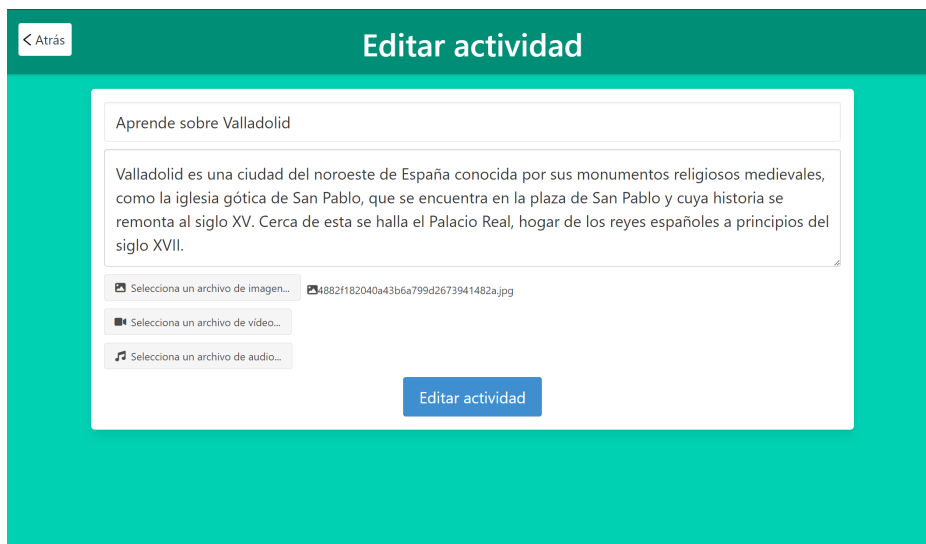 Atrás
Editar actividad
Aprende sobre Valladolid
Valladolid es una ciudad del noroeste de España conocida por sus monumentos religiosos medievales,
como la iglesia gótica de San Pablo, que se encuentra en la plaza de San Pablo y cuya historia se
remonta al siglo XV. Cerca de esta se halla el Palacio Real, hogar de los reyes españoles a principios del
siglo XVII.
Selecciona un archivo de imagen... 4882f182040a43b6a799d2673941482a.jpg
Selecciona un archivo de vídeo...
Selecciona un archivo de audio...
Editar actividad